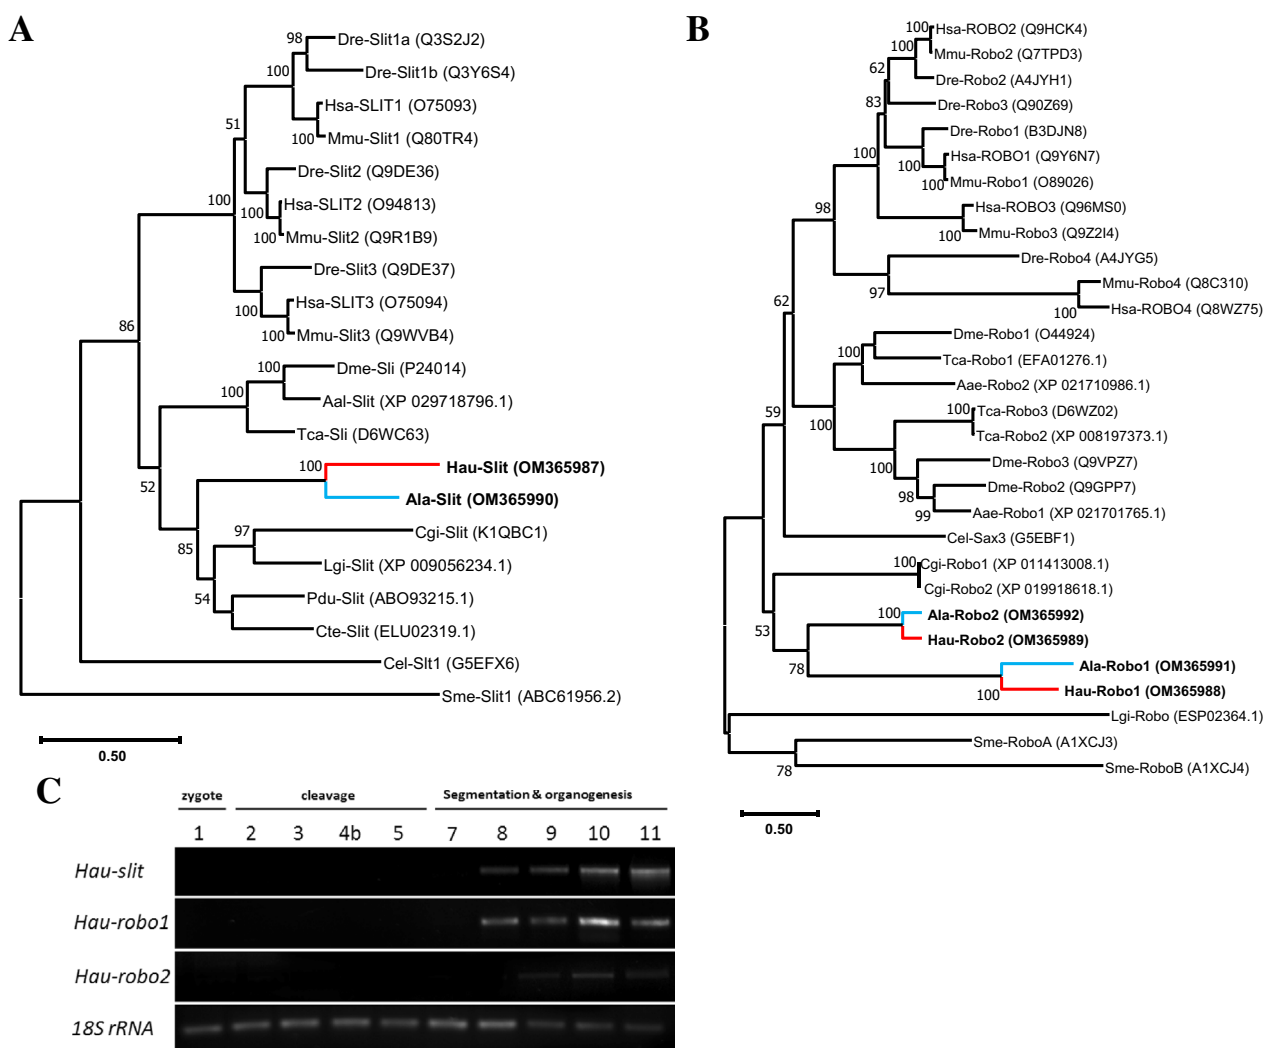 A
98
Dre-Slit1a (Q3S2J2)
Dre-Slit1b (Q3Y6S4)
100
Hsa-SLIT1 (O75093)
100
Mmu-Slit1 (Q80TR4)
51
Dre-Slit2 (Q9DE36)
Hsa-SLIT2 (O94813)
100
100
100
Mmu-Slit2 (Q9R1B9)
Dre-Slit3 (Q9DE37)
Hsa-SLIT3 (O75094)
100
100
Mmu-Slit3 (Q9WVB4)
86
100
Dme-Sli (P24014)
100
Aal-Slit (XP 029718796.1)
Tca-Sli (D6WC63)
100
Hau-Slit (OM365987)
52
Ala-Slit (OM365990)
97
Cgi-Slit (K1QBC1)
85
Lgi-Slit (XP 009056234.1)
54
Pdu-Slit (ABO93215.1)
Cte-Slit (ELU02319.1)
Cel-Slt1 (G5EFX6)
Sme-Slit1 (ABC61956.2)
0.50
B
100
Hsa-ROBO2 (Q9HCK4)
100
Mmu-Robo2 (Q7TPD3)
62
Dre-Robo2 (A4JYH1)
83
Dre-Robo3 (Q90Z69)
Dre-Robo1 (B3DJN8)
100
Hsa-ROBO1 (Q9Y6N7)
100
100
Mmu-Robo1 (O89026)
98
Hsa-ROBO3 (Q96MS0)
100
Mmu-Robo3 (Q9Z2I4)
Dre-Robo4 (A4JYG5)
97
Mmu-Robo4 (Q8C310)
62
100
Hsa-ROBO4 (Q8WZ75)
Dme-Robo1 (O44924)
100
Tca-Robo1 (EFA01276.1)
Aae-Robo2 (XP 021710986.1)
59
100
Tca-Robo3 (D6WZ02)
100
Tca-Robo2 (XP 008197373.1)
Dme-Robo3 (Q9VPZ7)
100
Dme-Robo2 (Q9GPP7)
98
99
Aae-Robo1 (XP 021701765.1)
Cel-Sax3 (G5EBF1)
100
Cgi-Robo1 (XP 011413008.1)
Cgi-Robo2 (XP 019918618.1)
100
Ala-Robo2 (OM365992)
53
Hau-Robo2 (OM365989)
78
Ala-Robo1 (OM365991)
100
Hau-Robo1 (OM365988)
Lgi-Robo (ESP02364.1)
Sme-RoboA (A1XCJ3)
78
Sme-RoboB (A1XCJ4)
0.50
C
zygote cleavage Segmentation & organogenesis
1 2 3 4b 5 7 8 9 10 11
Hau-slit
Hau-robo1
Hau-robo2
18S rRNA